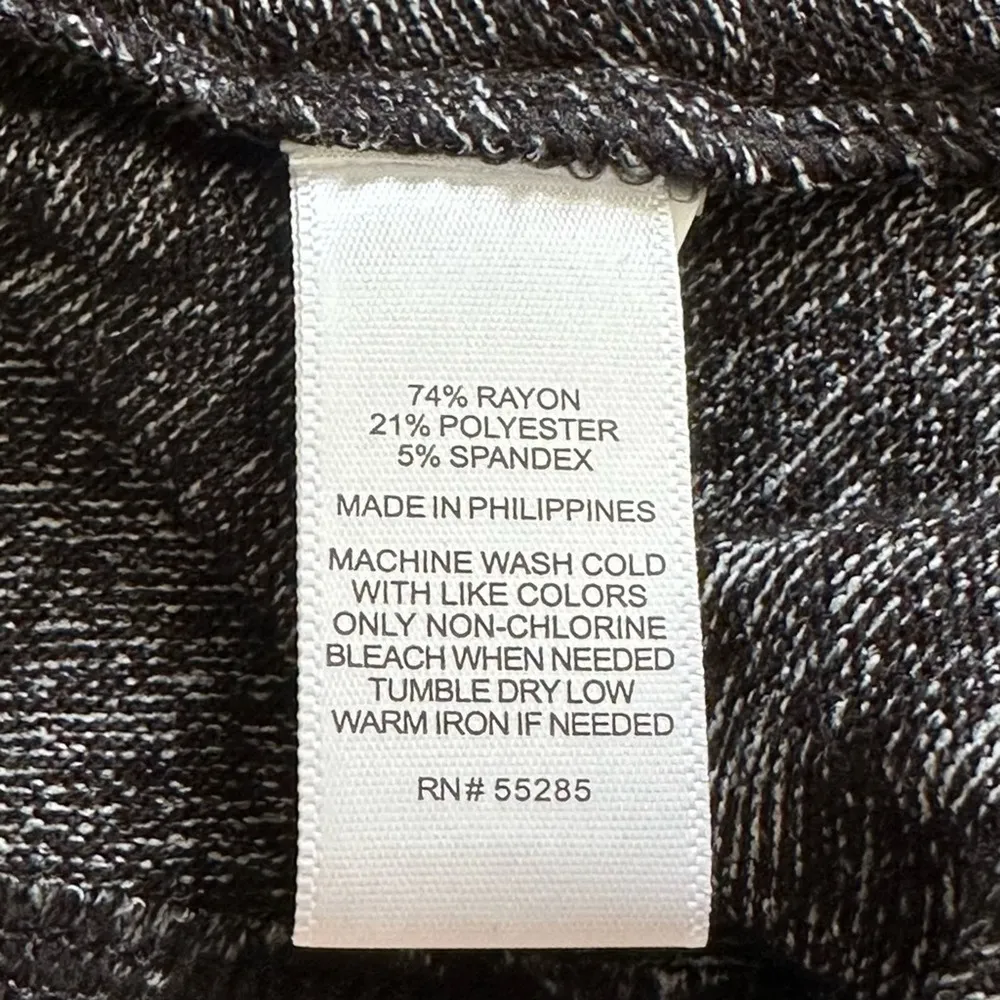 74% RAYON
21% POLYESTER
5% SPANDEX
MADE IN PHILIPPINES
MACHINE WASH COLD
WITH LIKE COLORS
ONLY NON-CHLORINE
BLEACH WHEN NEEDED
TUMBLE DRY LOW
WARM IRON IF NEEDED
RN# 55285